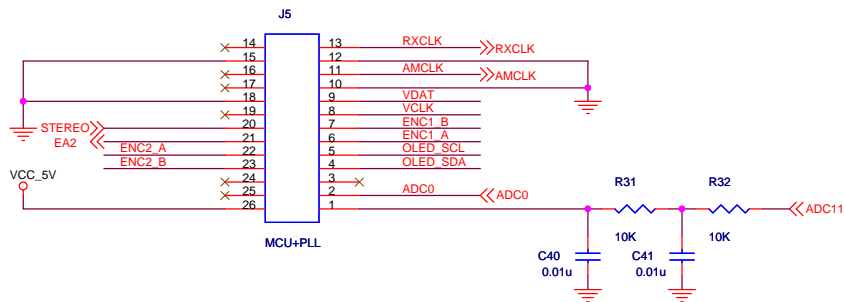 J5
14 13 RXCLK RXCLK
15 12
16 11 AMCLK AMCLK
17 10
18 9 VDAT
19 8 VCLK
STEREO 20 7 ENC1_B
EA2 21 6 ENC1_A
ENC2_A 22 5 OLED_SCL
ENC2_B 23 4 OLED_SDA
VCC_5V 24 3 R31 R32
25 2 ADC0 ADC0
26 1 ADC11
MCU+PLL 10K 10K
C40 C41
0.01u 0.01u